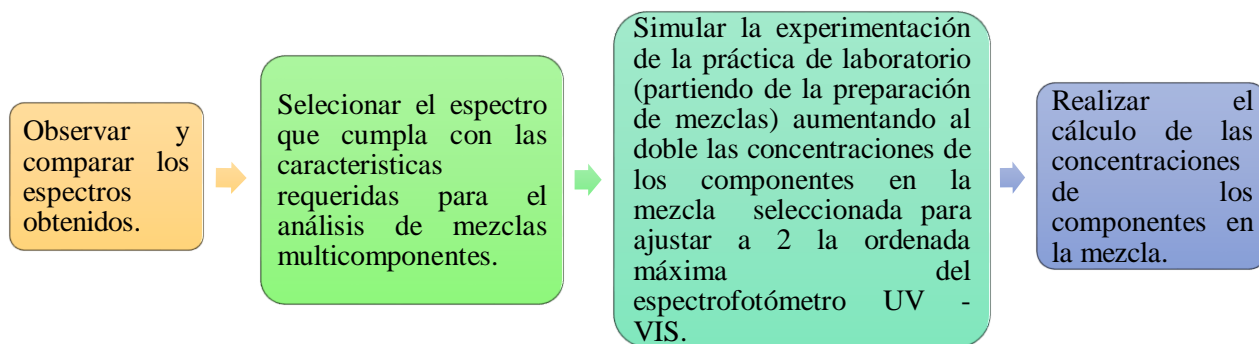 Observar y
comparar los
espectros
obtenidos.
Selecionar el espectro
que cumpla con las
caracteristicas
requeridas para el
análisis de mezclas
multicomponentes.
Simular la experimentación
de la práctica de laboratorio
(partiendo de la preparación
de mezclas) aumentando al
doble las concentraciones de
los componentes en la
mezcla seleccionada para
ajustar a 2 la ordenada
máxima del
espectrofotómetro UV -
VIS.
Realizar el
cálculo de las
concentraciones
de los
componentes en
la mezcla.